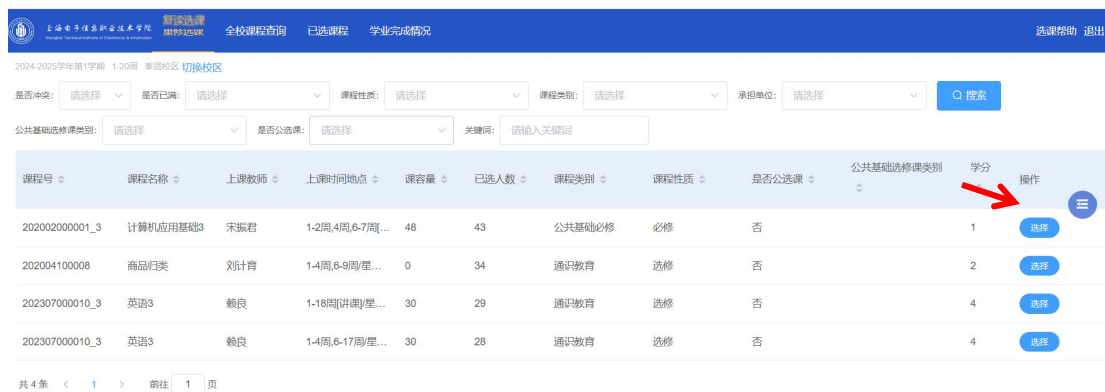 上海电子信息职业技术学院
复读选课
重修选课 全校课程查询 已选课程 学业完成情况 选课帮助 退出
2024-2025学年第1学期 1-20周 奉贤校区 切换校区
是否冲突: 请选择 是否已满: 请选择 课程性质: 请选择 课程类别: 请选择 承担单位: 请选择 搜索
公共基础选修课类别: 请选择 是否公选课: 请选择 关键词: 请输入关键词
课程号 课程名称 上课教师 上课时间地点 课容量 已选人数 课程类别 课程性质 是否公选课 公共基础选修课类别 学分 操作
202002000001_3 计算机应用基础3 宋振君 1-2周,4周,6-7周[... 48 43 公共基础必修 必修 否 1 选择
202004100008 商品归类 刘计育 1-4周,6-9周/星... 0 34 通识教育 选修 否 2 选择
202307000010_3 英语3 赖良 1-18周[讲课]/星... 30 29 通识教育 选修 否 4 选择
202307000010_3 英语3 赖良 1-4周,6-17周/星... 30 28 通识教育 选修 否 4 选择
共 4 条 1 前往 1 页